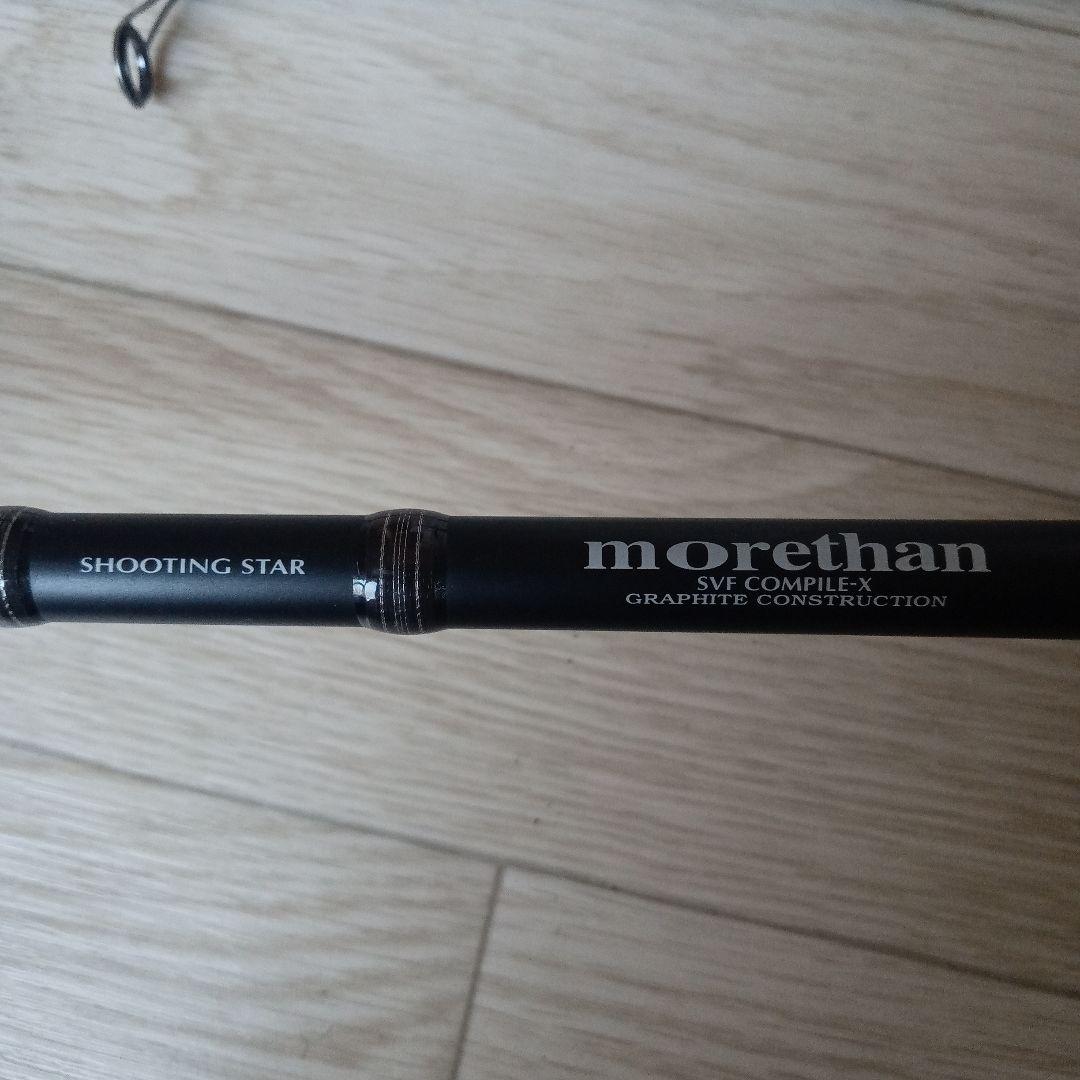 SHOOTING STAR
morethan
SVF COMPILE-X
GRAPHITE CONSTRUCTION